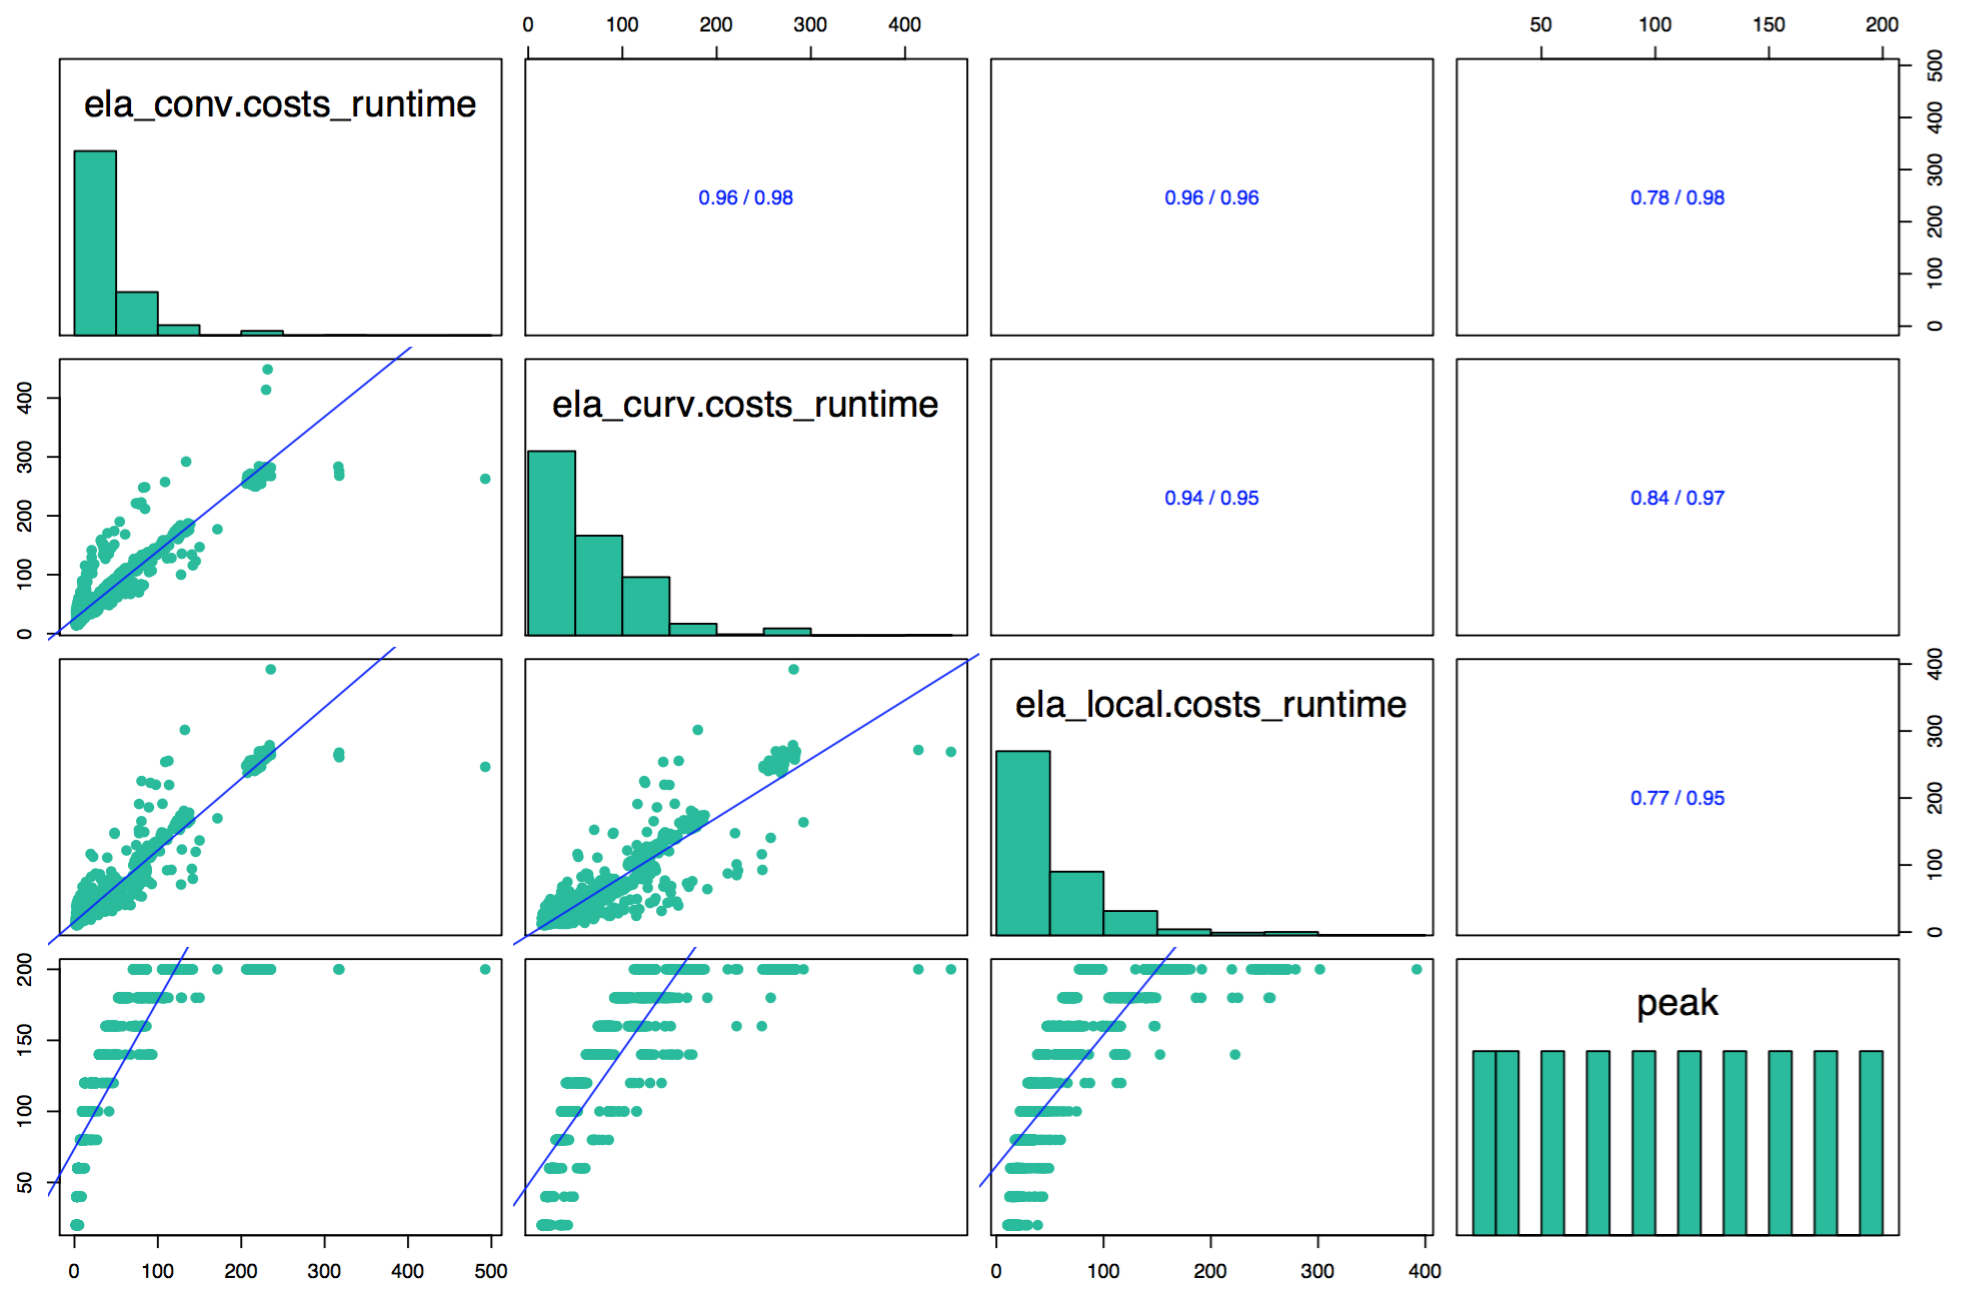 0 100 200 300 400
50 100 150 200
ela_conv.costs_runtime
0.96 / 0.98
0.96 / 0.96
0.78 / 0.98
0 100 200 300 400 500
0 100 200 300 400
ela_curv.costs_runtime
0.94 / 0.95
0.84 / 0.97
ela_local.costs_runtime
0.77 / 0.95
0 100 200 300 400
50 100 150 200
peak
0 100 200 300 400 500
0 100 200 300 400